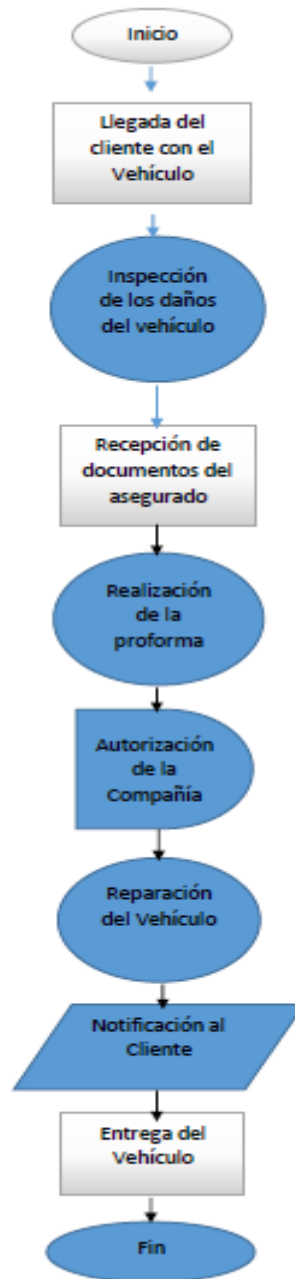 Inicio
Llegada del
cliente con el
Vehículo
Inspección
de los daños
del vehículo
Recepción de
documentos del
asegurado
Realización
de la
proforma
Autorización
de la
Compañía
Reparación
del Vehículo
Notificación al
Cliente
Entrega del
Vehículo
Fin